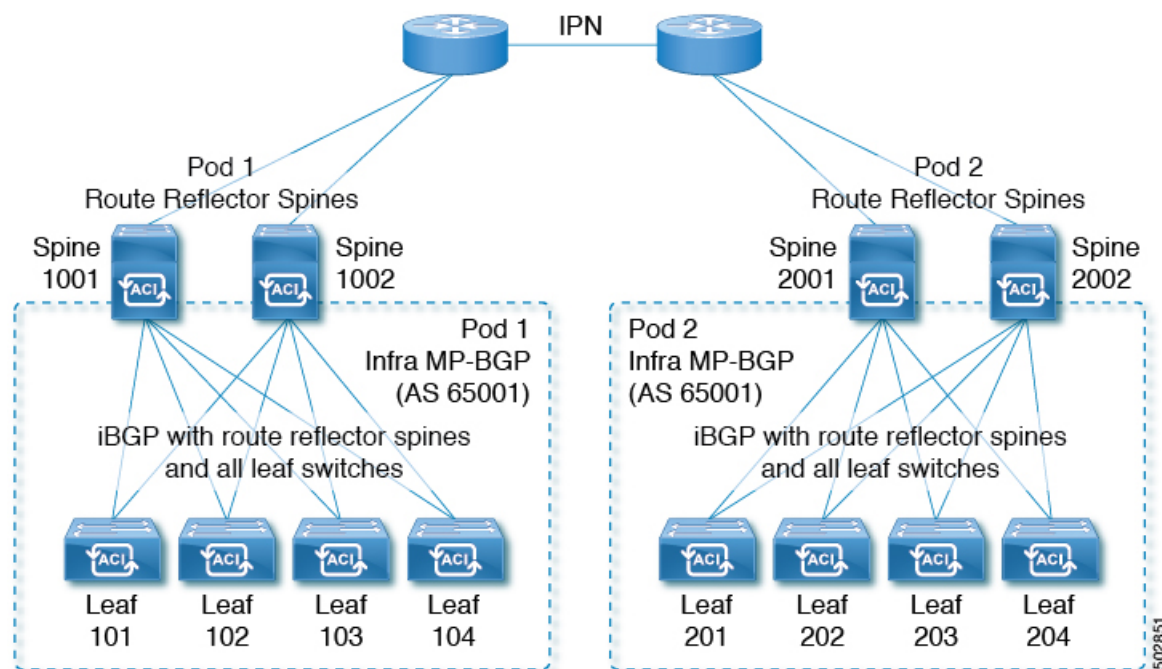 IPN
Pod 1
Route Reflector Spines
Pod 2
Route Reflector Spines
Spine
1001
ACI
ACI
Spine
1002
Spine
2001
ACI
ACI
Spine
2002
Pod 1
Infra MP-BGP
(AS 65001)
Pod 2
Infra MP-BGP
(AS 65001)
iBGP with route reflector spines
and all leaf switches
iBGP with route reflector spines
and all leaf switches
ACI
ACI
ACI
ACI
ACI
ACI
ACI
ACI
Leaf
101
Leaf
102
Leaf
103
Leaf
104
Leaf
201
Leaf
202
Leaf
203
Leaf
204